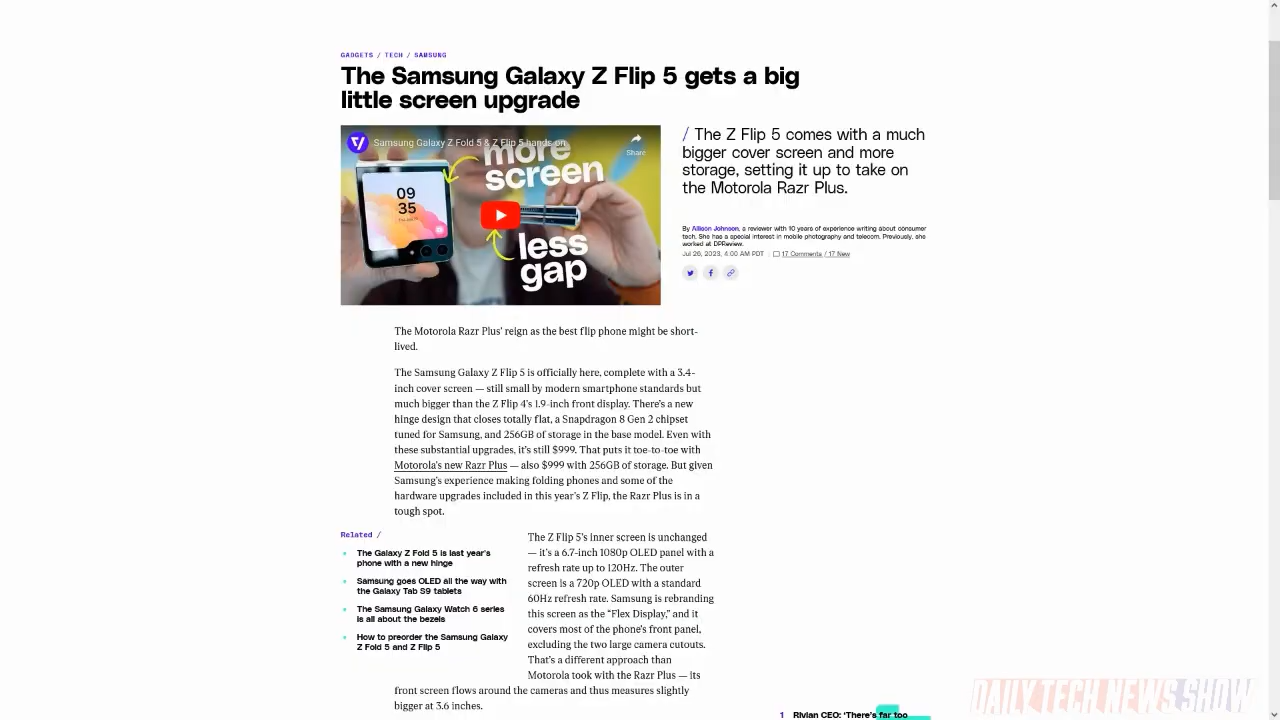 GADGETS / TECH / SAMSUNG
The Samsung Galaxy Z Flip 5 gets a big
little screen upgrade
Samsung Galaxy Z Fold 5 & Z Flip 5 hands on
Share
more
screen
09
35
less
gap
/ The Z Flip 5 comes with a much
bigger cover screen and more
storage, setting it up to take on
the Motorola Razr Plus.
By Allison Johnson, a reviewer with 10 years of experience writing about consumer
tech. She has a special interest in mobile photography and telecom. Previously, she
worked at DPReview.
Jul 26, 2023, 4:00 AM PDT | 17 Comments / 17 New
The Motorola Razr Plus' reign as the best flip phone might be short-
lived.
The Samsung Galaxy Z Flip 5 is officially here, complete with a 3.4-
inch cover screen — still small by modern smartphone standards but
much bigger than the Z Flip 4's 1.9-inch front display. There's a new
hinge design that closes totally flat, a Snapdragon 8 Gen 2 chipset
tuned for Samsung, and 256GB of storage in the base model. Even with
these substantial upgrades, it's still $999. That puts it toe-to-toe with
Motorola's new Razr Plus — also $999 with 256GB of storage. But given
Samsung's experience making folding phones and some of the
hardware upgrades included in this year's Z Flip, the Razr Plus is in a
tough spot.
Related /
The Galaxy Z Fold 5 is last year's
phone with a new hinge
Samsung goes OLED all the way with
the Galaxy Tab S9 tablets
The Samsung Galaxy Watch 6 series
is all about the bezels
How to preorder the Samsung Galaxy
Z Fold 5 and Z Flip 5
The Z Flip 5's inner screen is unchanged
— it's a 6.7-inch 1080p OLED panel with a
refresh rate up to 120Hz. The outer
screen is a 720p OLED with a standard
60Hz refresh rate. Samsung is rebranding
this screen as the "Flex Display," and it
covers most of the phone's front panel,
excluding the two large camera cutouts.
That's a different approach than
Motorola took with the Razr Plus — its
front screen flows around the cameras and thus measures slightly
bigger at 3.6 inches.
1 Rivian CEO: 'There's far too
DAILY TECH NEWS SHOW